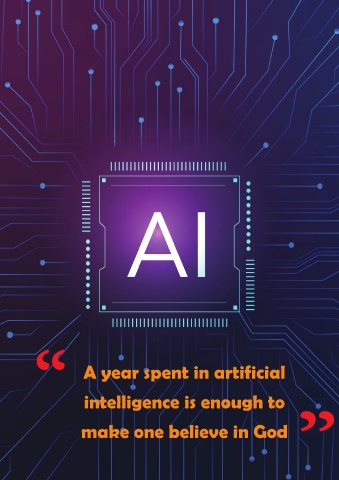 AI
“ A year spent in artificial
intelligence is enough to
make one believe in God ”